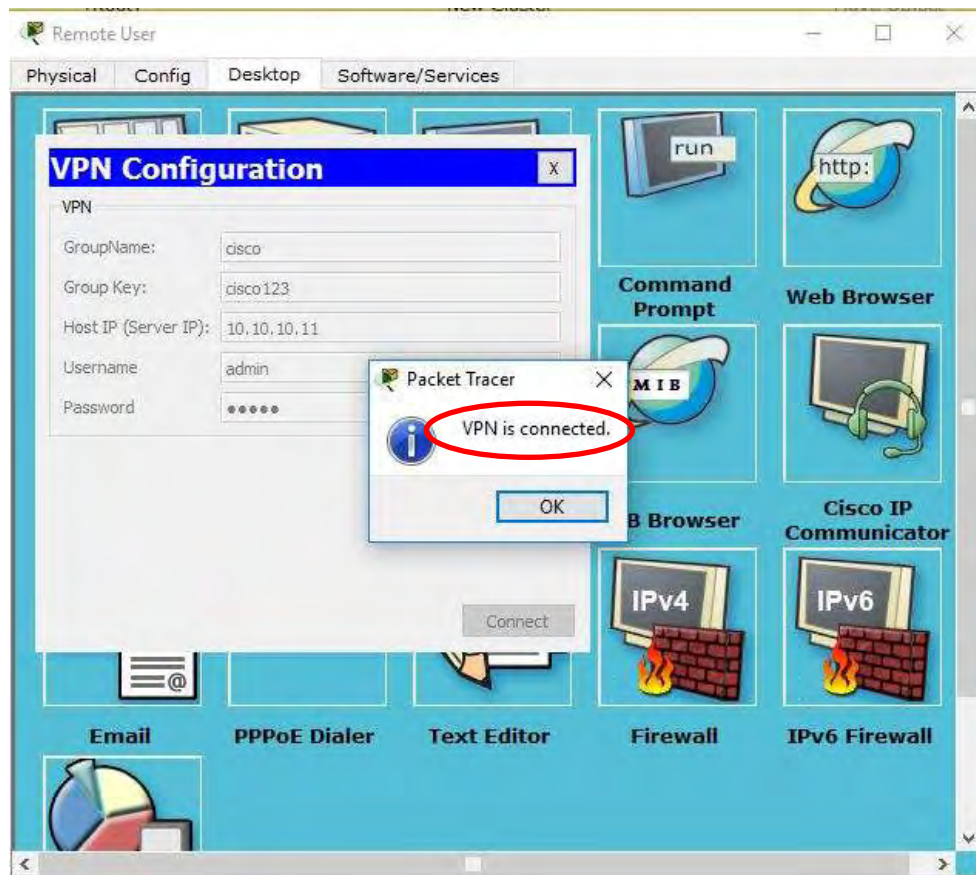 Remote User
Physical Config Desktop Software/Services
VPN Configuration
X
VPN
GroupName: cisco
Group Key: cisco123
Host IP (Server IP): 10.10.10.11
Username admin
Password ●●●●●
Connect
Packet Tracer
VPN is connected.
OK
run
Command
Prompt
http:
Web Browser
MIB
B Browser
Cisco IP
Communicator
@
Email
PPPoE Dialer
Text Editor
IPv4
Firewall
IPv6
IPv6 Firewall